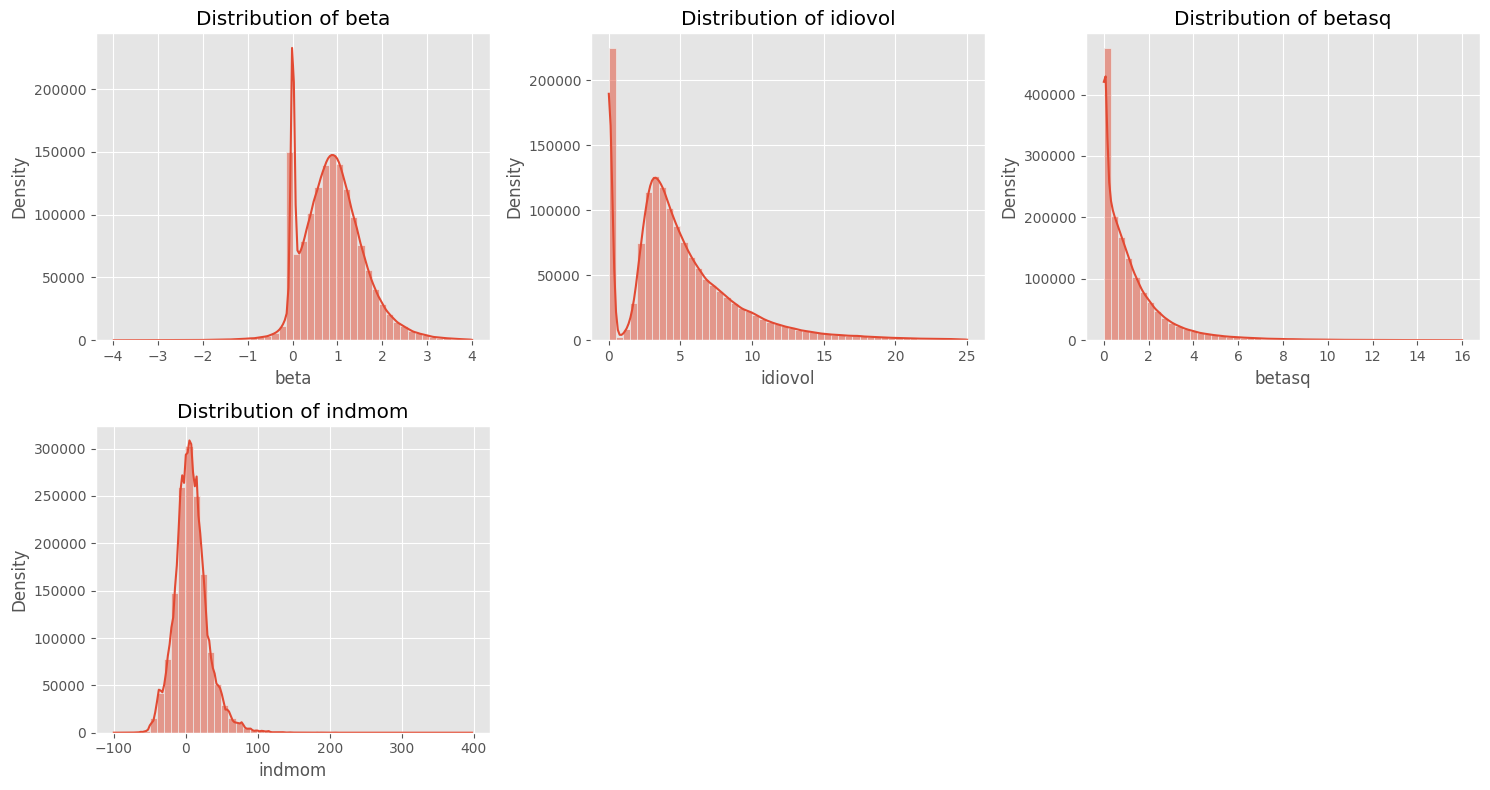 Distribution of beta
Density
200000
150000
100000
50000
0
−4 −3 −2 −1 0 1 2 3 4
beta
Distribution of idiovol
Density
200000
150000
100000
50000
0
0 5 10 15 20 25
idiovol
Distribution of betasq
Density
400000
300000
200000
100000
0
0 2 4 6 8 10 12 14 16
betasq
Distribution of indmom
Density
300000
250000
200000
150000
100000
50000
0
−100 0 100 200 300 400
indmom